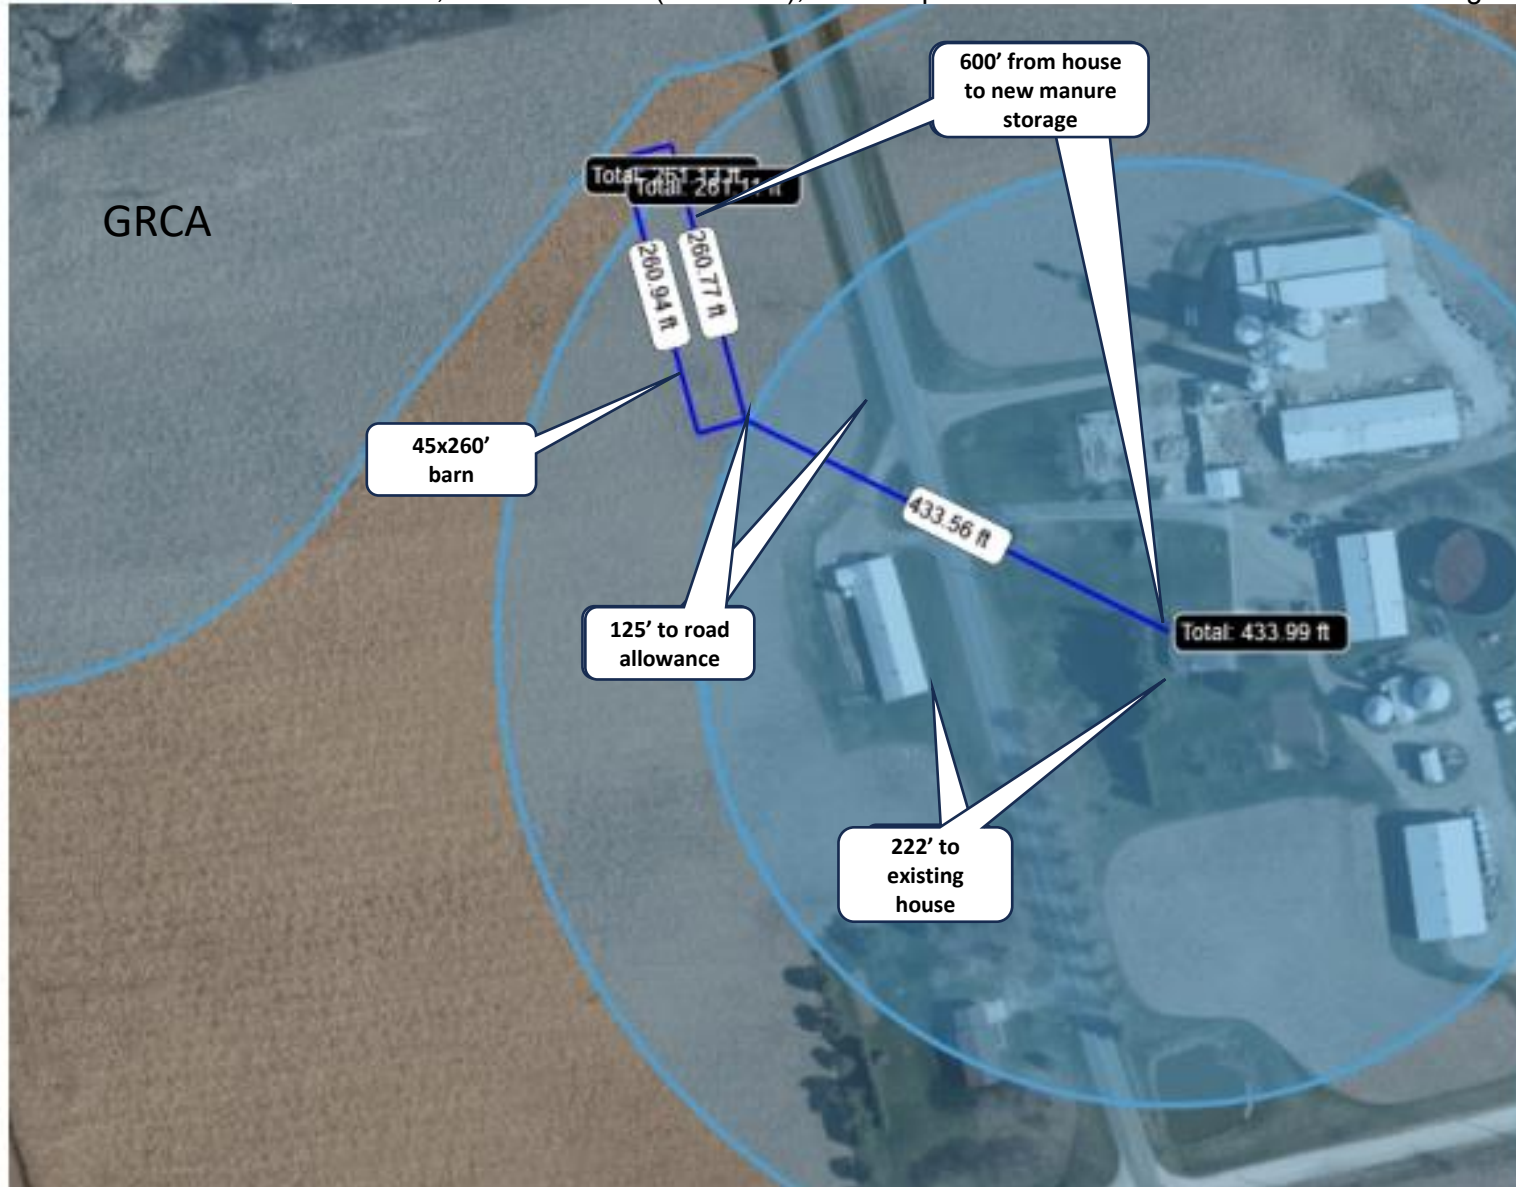 600’ from house
to new manure
storage
Total: 261.11 ft
GRCA
260.94 ft
260.77 ft
45x260’
barn
433.56 ft
125’ to road
allowance
Total: 433.99 ft
222’ to
existing
house